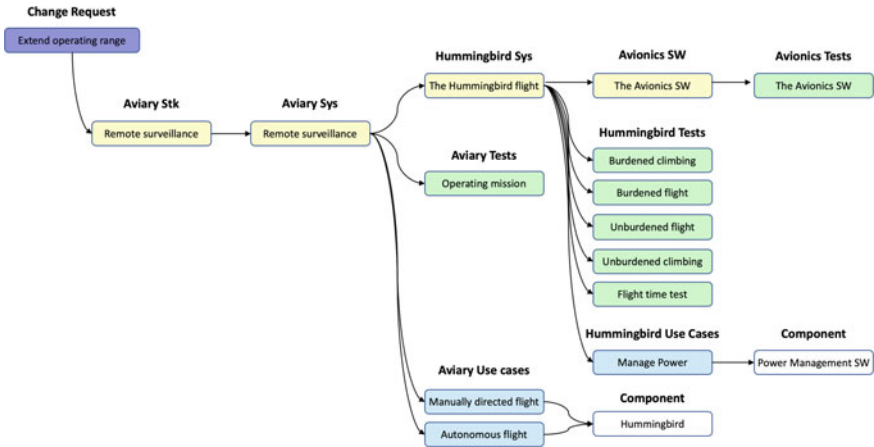 Change Request
Extend operating range
Aviary Stk
Remote surveillance
Aviary Sys
Remote surveillance
Hummingbird Sys
The Hummingbird flight
Avionics SW
The Avionics SW
Avionics Tests
The Avionics SW
Aviary Tests
Operating mission
Hummingbird Tests
Burdened climbing
Burdened flight
Unburdened flight
Unburdened climbing
Flight time test
Hummingbird Use Cases
Manage Power
Component
Power Management SW
Aviary Use cases
Manually directed flight
Autonomous flight
Component
Hummingbird